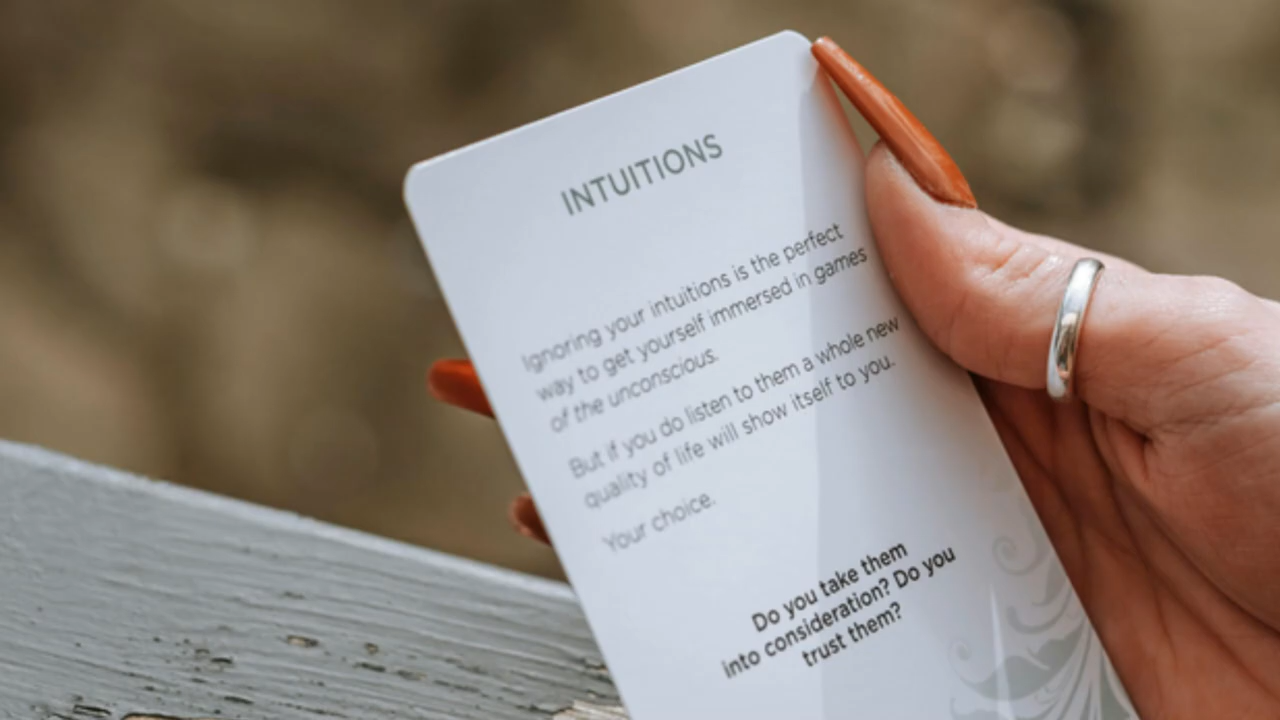 INTUITIONS
Ignoring your intuitions is the perfect
way to get yourself immersed in games
of the unconscious.
But if you do listen to them a whole new
quality of life will show itself to you.
Your choice.
Do you take them
into consideration? Do you
trust them?